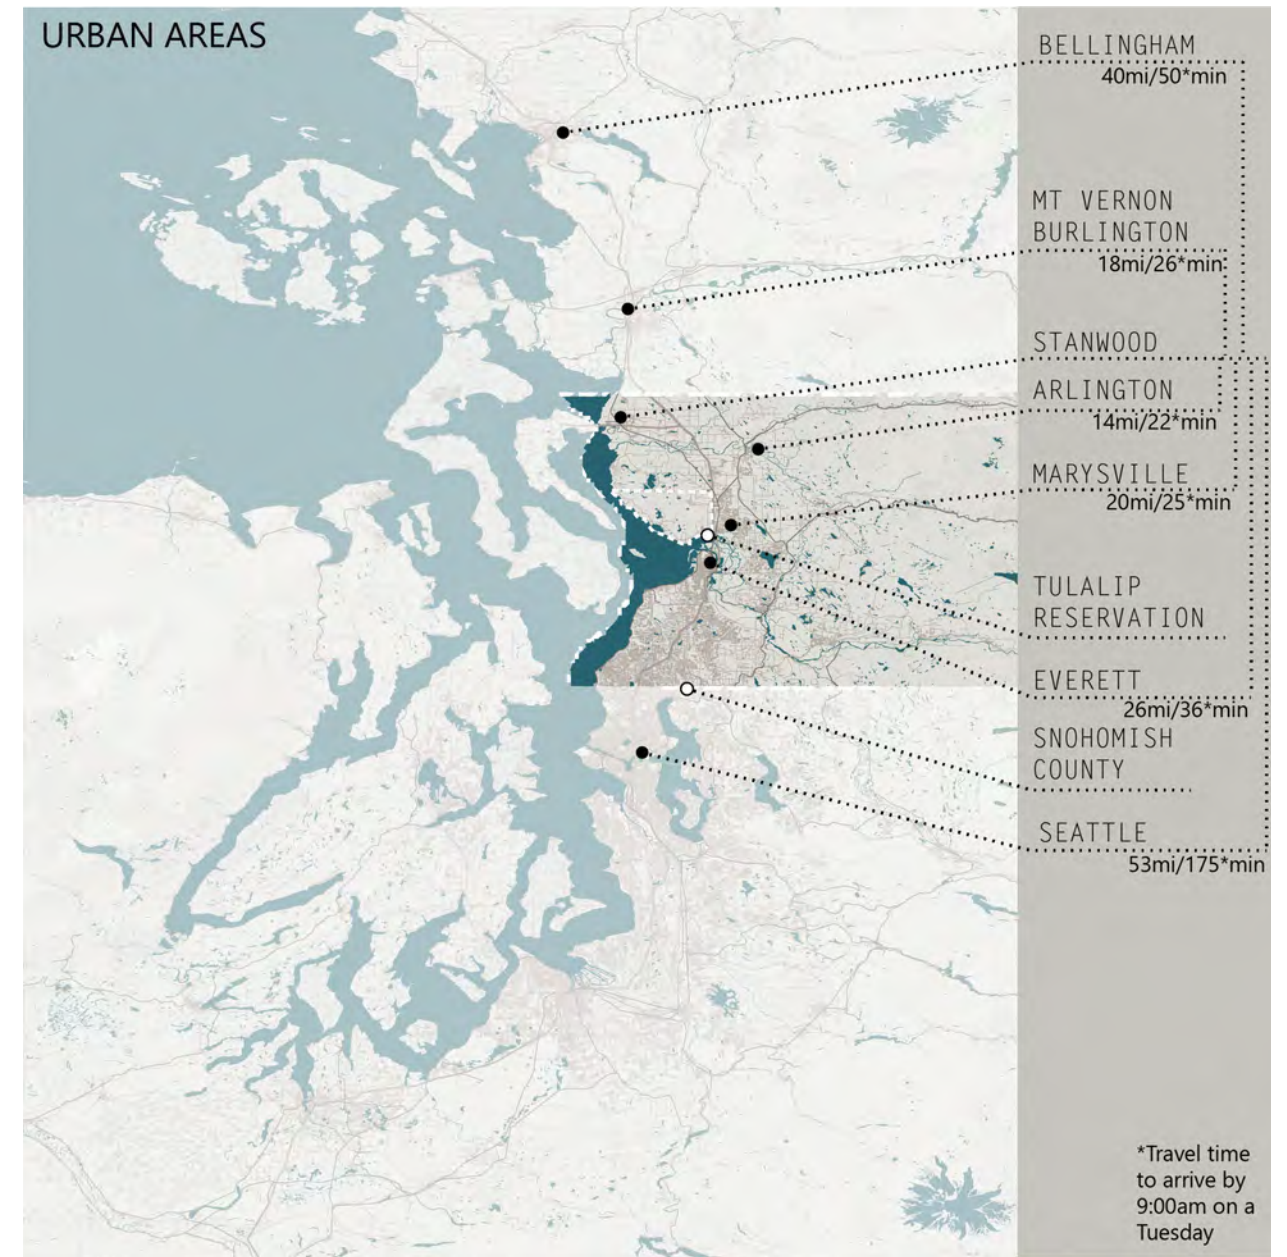 URBAN AREAS
BELLINGHAM
40mi/50*min
MT VERNON
BURLINGTON
18mi/26*min
STANWOOD
ARLINGTON
14mi/22*min
MARYSVILLE
20mi/25*min
TULALIP
RESERVATION
EVERETT
26mi/36*min
SNOHOMISH
COUNTY
SEATTLE
53mi/175*min
*Travel time
to arrive by
9:00am on a
Tuesday